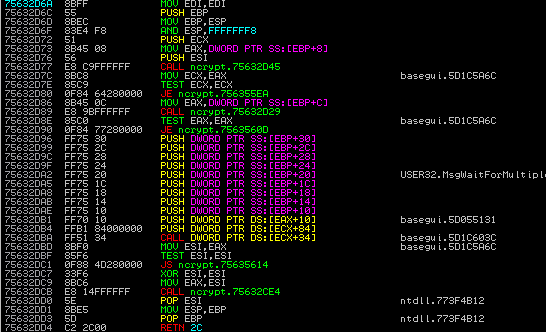 75632D6A 8BFF MOV EDI,EDI
75632D6C 55 PUSH EBP
75632D6D 8BEC MOV EBP,ESP
75632D6F 83E4 F8 AND ESP,FFFFFFF8
75632D72 51 PUSH ECX
75632D73 8B45 08 MOV EAX,DWORD PTR SS:[EBP+8]
75632D76 56 PUSH ESI
75632D77 E8 C9FFFFFF CALL ncrypt.75632D45
75632D7C 8BC8 MOV ECX,EAX basegui.5D1C5A6C
75632D7E 85C9 TEST ECX,ECX
75632D80 0F84 64280000 JE ncrypt.756355EA
75632D86 8B45 0C MOV EAX,DWORD PTR SS:[EBP+C]
75632D89 E8 9BFFFFFF CALL ncrypt.75632D29
75632D8E 85C0 TEST EAX,EAX basegui.5D1C5A6C
75632D90 0F84 77280000 JE ncrypt.7563560D
75632D96 FF75 30 PUSH DWORD PTR SS:[EBP+30]
75632D99 FF75 2C PUSH DWORD PTR SS:[EBP+2C]
75632D9C FF75 28 PUSH DWORD PTR SS:[EBP+28]
75632D9F FF75 24 PUSH DWORD PTR SS:[EBP+24]
75632DA2 FF75 20 PUSH DWORD PTR SS:[EBP+20] USER32.MsgWaitForMultiple
75632DA5 FF75 1C PUSH DWORD PTR SS:[EBP+1C]
75632DA8 FF75 18 PUSH DWORD PTR SS:[EBP+18]
75632DAB FF75 14 PUSH DWORD PTR SS:[EBP+14]
75632DAE FF75 10 PUSH DWORD PTR SS:[EBP+10]
75632DB1 FF70 10 PUSH DWORD PTR DS:[EAX+10] basegui.5D055131
75632DB4 FFB1 84000000 PUSH DWORD PTR DS:[ECX+84]
75632DBA FF51 34 CALL DWORD PTR DS:[ECX+34] basegui.5D1C603C
75632DBD 8BF0 MOV ESI,EAX basegui.5D1C5A6C
75632DBF 85F6 TEST ESI,ESI
75632DC1 0F88 4D280000 JS ncrypt.75635614
75632DC7 33F6 XOR ESI,ESI
75632DC9 8BC6 MOV EAX,ESI basegui.5D1C5A6C
75632DCB E8 14FFFFFF CALL ncrypt.75632CE4
75632DD0 5E POP ESI ntdll.773F4B12
75632DD1 8BE5 MOV ESP,EBP
75632DD3 5D POP EBP ntdll.773F4B12
75632DD4 C2 2C00 RETN 2C